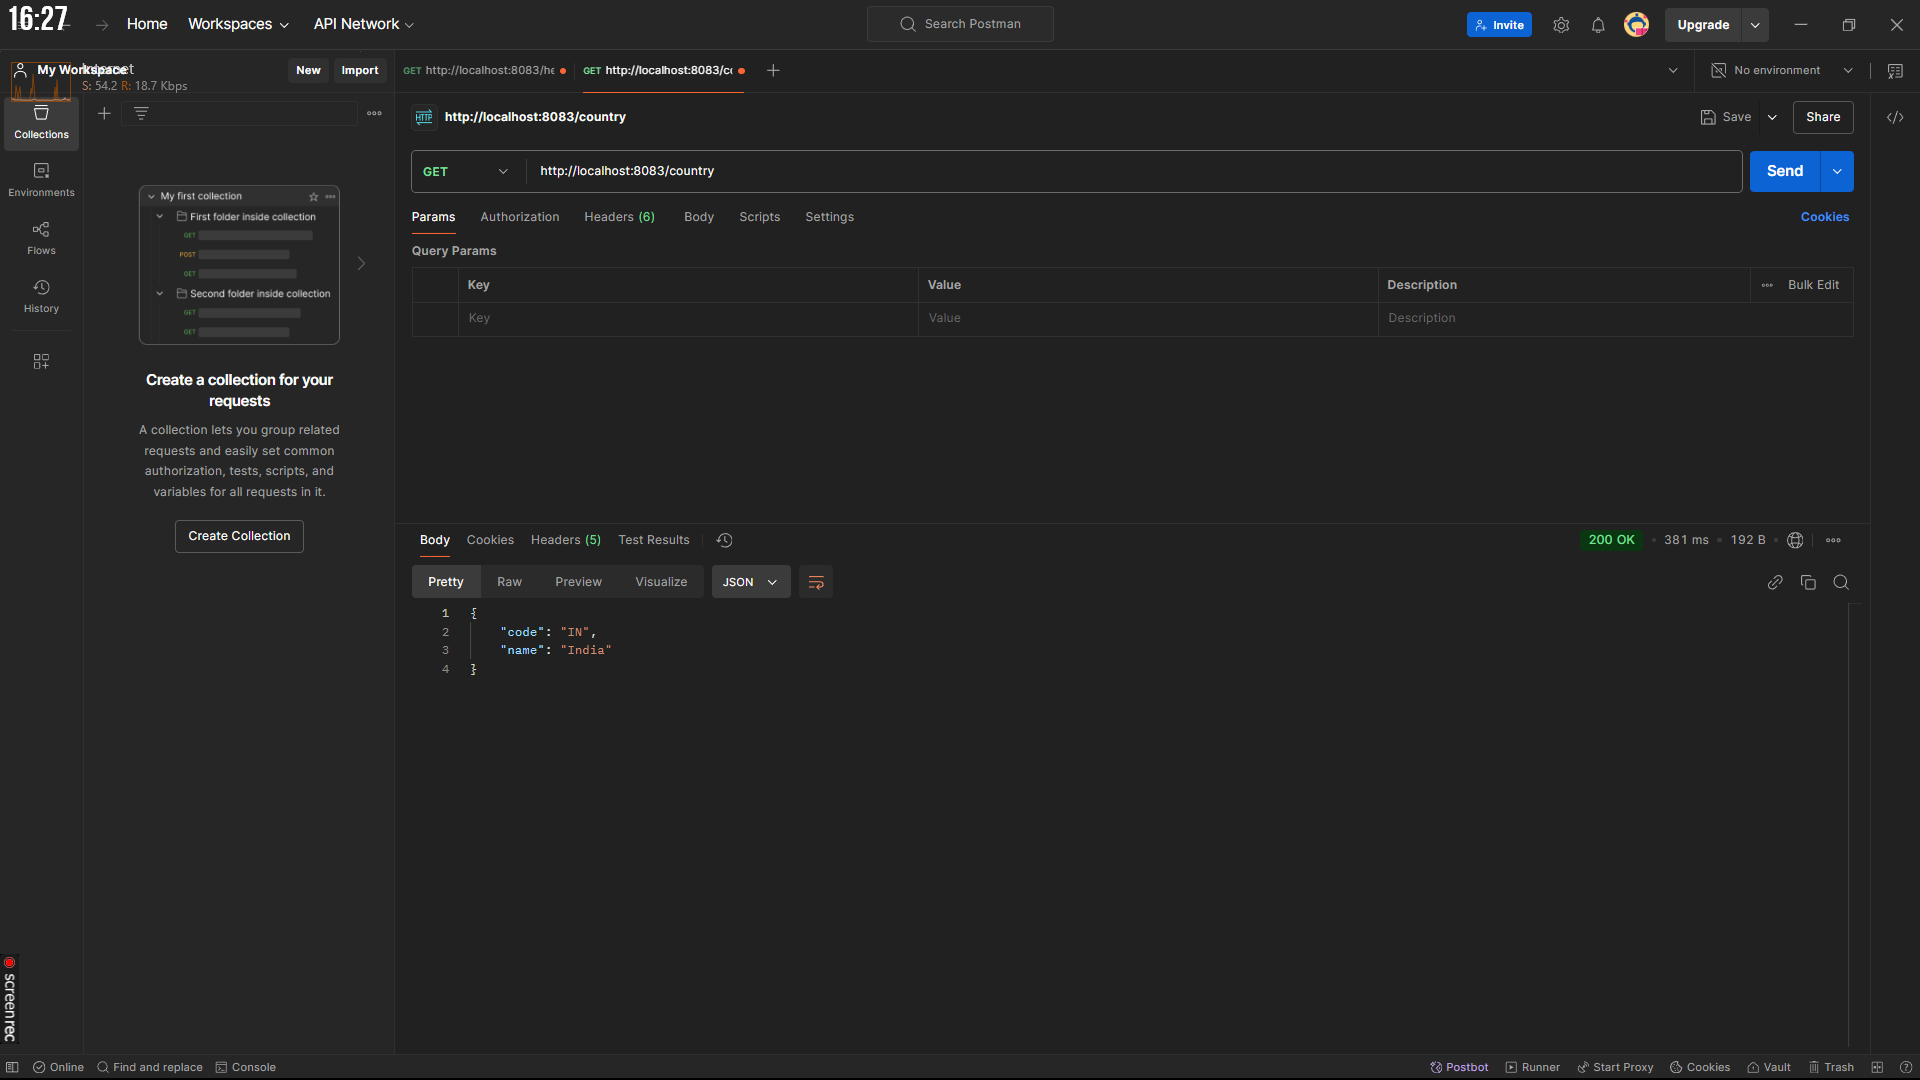 16:27
Home
Workspaces
API Network
Search Postman
Invite
Upgrade
My Workspace
S: 54.2 R: 18.7 Kbps
New
Import
GET http://localhost:8083/he
GET http://localhost:8083/co
No environment
Collections
Environments
Flows
History
My first collection
First folder inside collection
GET
POST
GET
Second folder inside collection
GET
GET
Create a collection for your
requests
A collection lets you group related
requests and easily set common
authorization, tests, scripts, and
variables for all requests in it.
Create Collection
HTTP
http://localhost:8083/country
Save
Share
GET
http://localhost:8083/country
Send
Params
Authorization
Headers (6)
Body
Scripts
Settings
Cookies
Query Params
Key
Value
Description
Bulk Edit
Key
Value
Description
Body
Cookies
Headers (5)
Test Results
200 OK
381 ms
192 B
Pretty
Raw
Preview
Visualize
JSON
1 {
2 "code": "IN",
3 "name": "India"
4 }
screenrec
Online
Find and replace
Console
Postbot
Runner
Start Proxy
Cookies
Vault
Trash